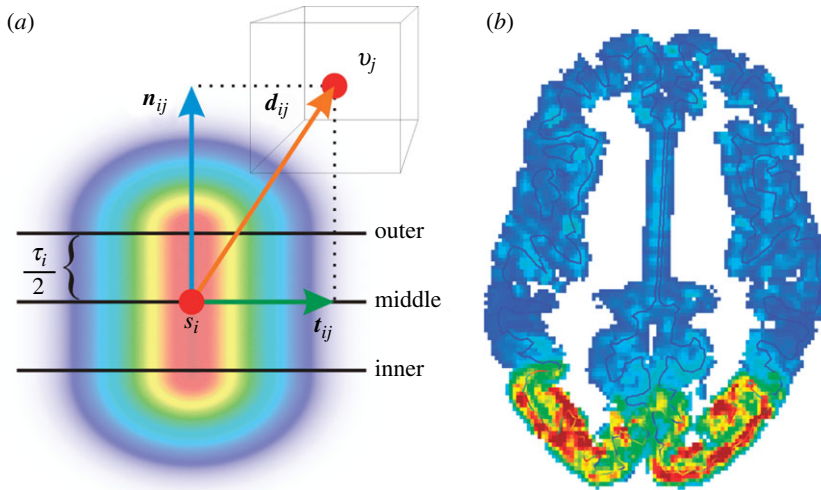 (a)
(b)
υj
nij
dij
outer
τi/2 {
middle
si
tij
inner